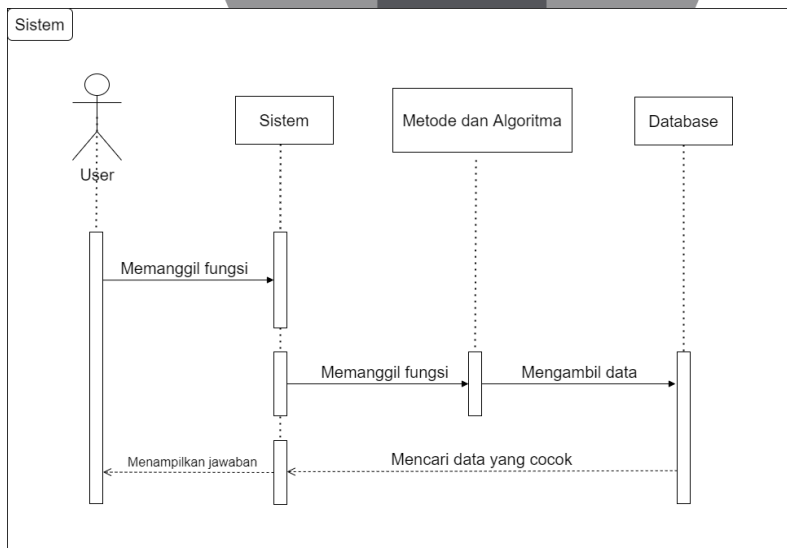 Sistem
Sistem
Metode dan Algoritma
Database
User
Memanggil fungsi
Memanggil fungsi
Mengambil data
Mencari data yang cocok
Menampilkan jawaban